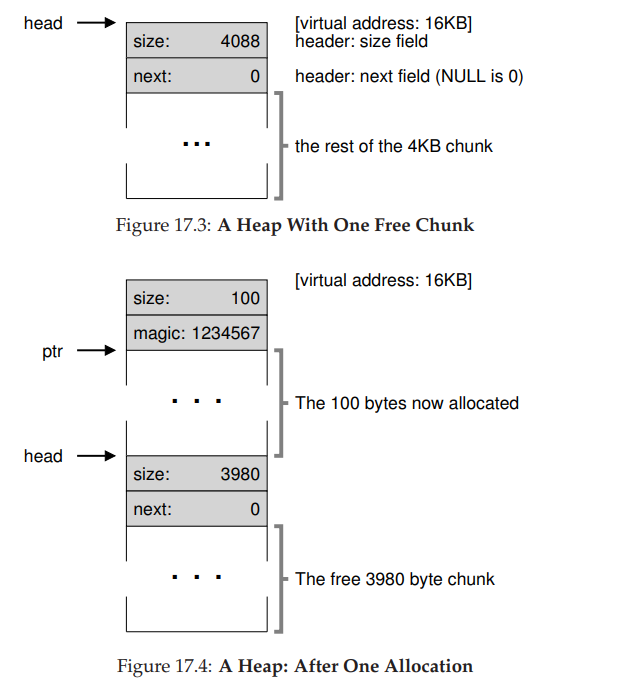 head
[virtual address: 16KB]
size: 4088
header: size field
next: 0
header: next field (NULL is 0)
...
the rest of the 4KB chunk
Figure 17.3: A Heap With One Free Chunk
[virtual address: 16KB]
size: 100
magic: 1234567
ptr
. . .
The 100 bytes now allocated
head
size: 3980
next: 0
. . .
The free 3980 byte chunk
Figure 17.4: A Heap: After One Allocation